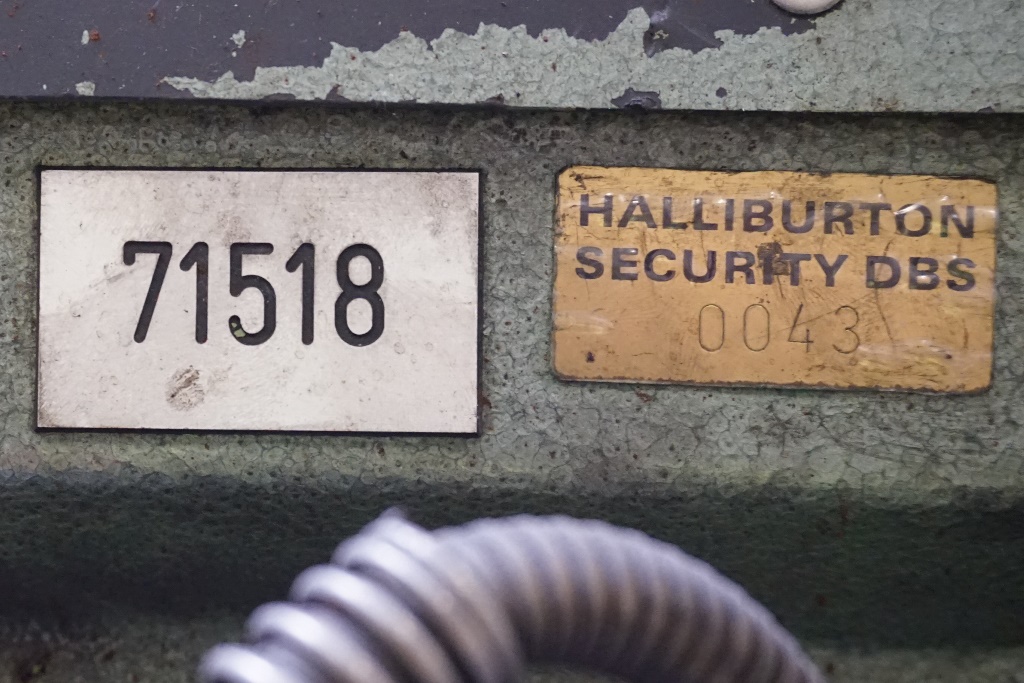 71518
HALLIBURTON
SECURITY DBS
0043